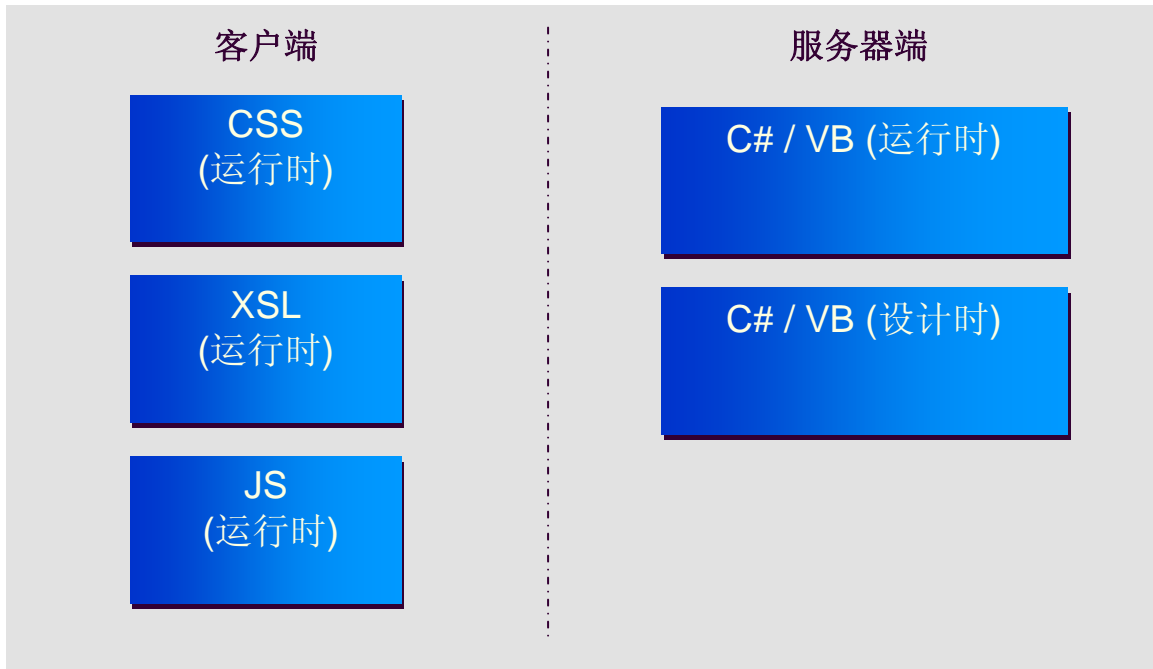 客户端
CSS
(运行时)
XSL
(运行时)
JS
(运行时)
服务器端
C# / VB (运行时)
C# / VB (设计时)